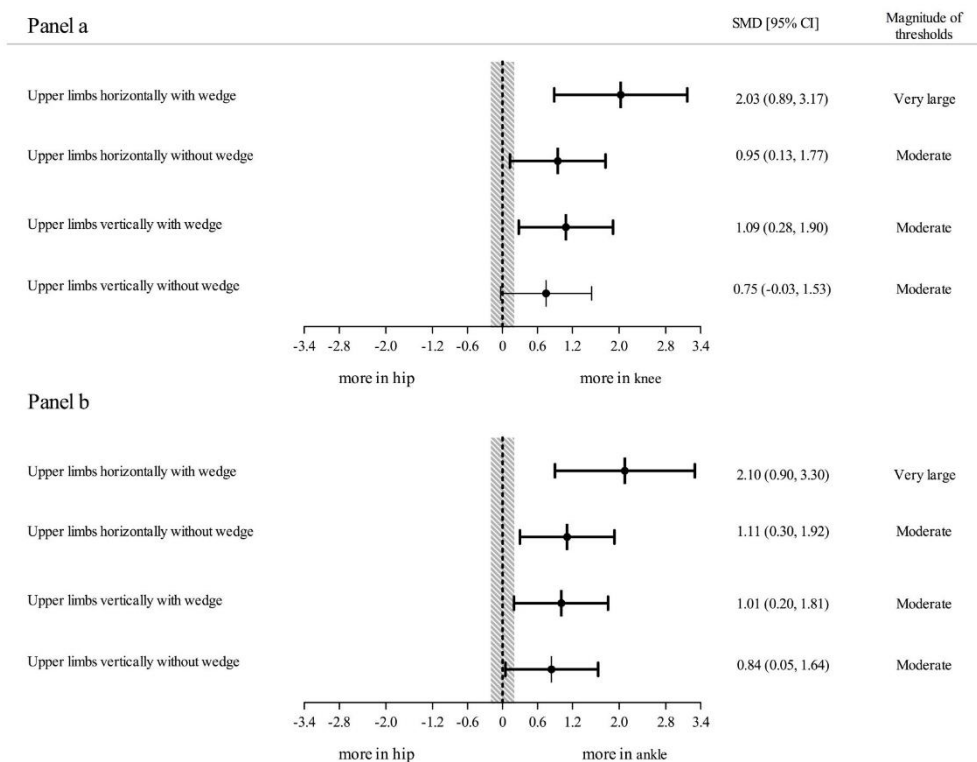 Panel a SMD [95% CI] Magnitude of
thresholds
Upper limbs horizontally with wedge 2.03 (0.89, 3.17) Very large
Upper limbs horizontally without wedge 0.95 (0.13, 1.77) Moderate
Upper limbs vertically with wedge 1.09 (0.28, 1.90) Moderate
Upper limbs vertically without wedge 0.75 (-0.03, 1.53) Moderate
-3.4 -2.8 -2.0 -1.2 -0.6 0 0.6 1.2 2.0 2.8 3.4
more in hip more in knee
Panel b
Upper limbs horizontally with wedge 2.10 (0.90, 3.30) Very large
Upper limbs horizontally without wedge 1.11 (0.30, 1.92) Moderate
Upper limbs vertically with wedge 1.01 (0.20, 1.81) Moderate
Upper limbs vertically without wedge 0.84 (0.05, 1.64) Moderate
-3.4 -2.8 -2.0 -1.2 -0.6 0 0.6 1.2 2.0 2.8 3.4
more in hip more in ankle